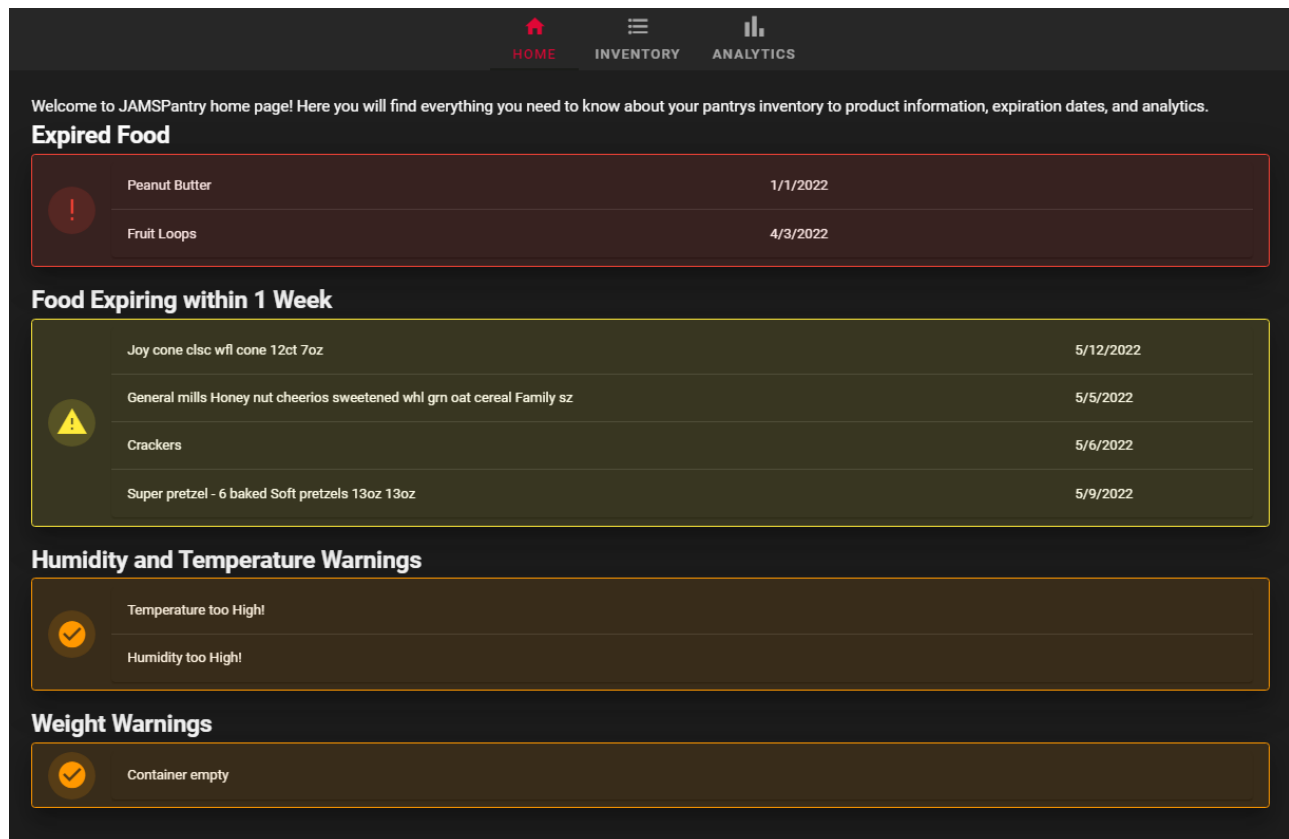 HOME
INVENTORY
ANALYTICS
Welcome to JAMSPantry home page! Here you will find everything you need to know about your pantrys inventory to product information, expiration dates, and analytics.
Expired Food
Peanut Butter 1/1/2022
Fruit Loops 4/3/2022
Food Expiring within 1 Week
Joy cone clsc wfl cone 12ct 7oz 5/12/2022
General mills Honey nut cheerios sweetened whl grn oat cereal Family sz 5/5/2022
Crackers 5/6/2022
Super pretzel - 6 baked Soft pretzels 13oz 13oz 5/9/2022
Humidity and Temperature Warnings
Temperature too High!
Humidity too High!
Weight Warnings
Container empty